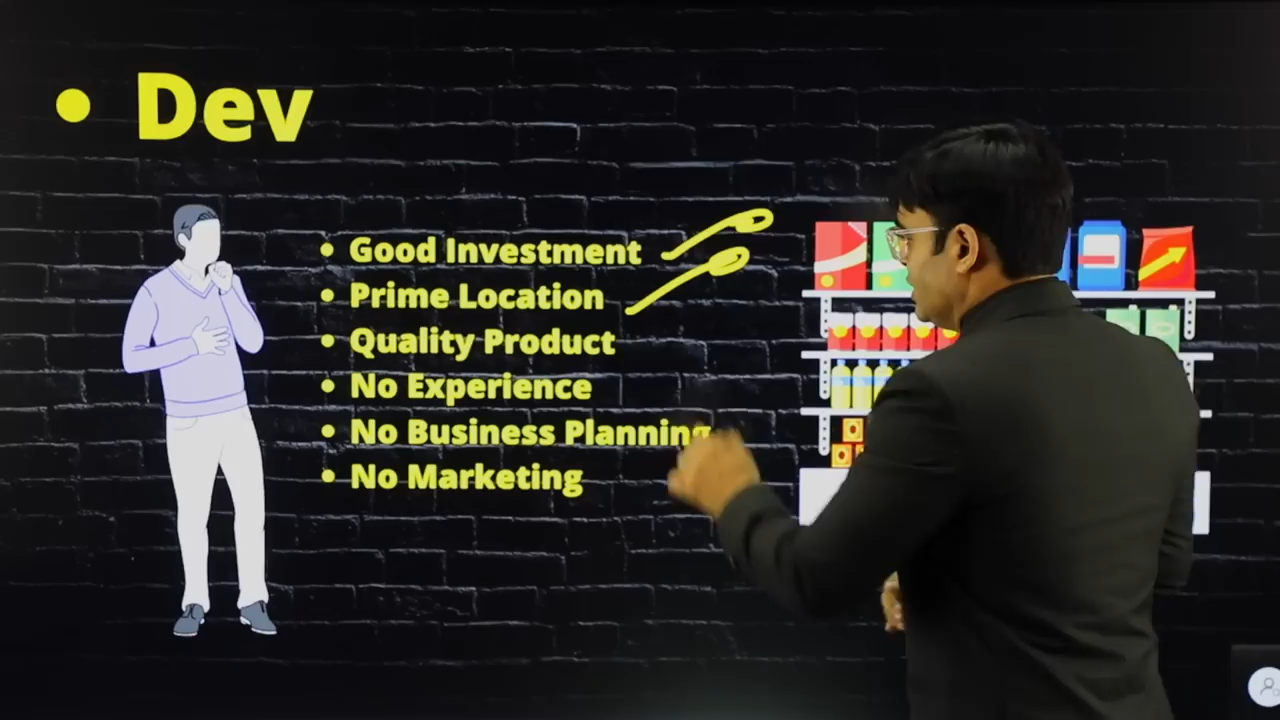 • Dev
• Good Investment
• Prime Location
• Quality Product
• No Experience
• No Business Planning
• No Marketing